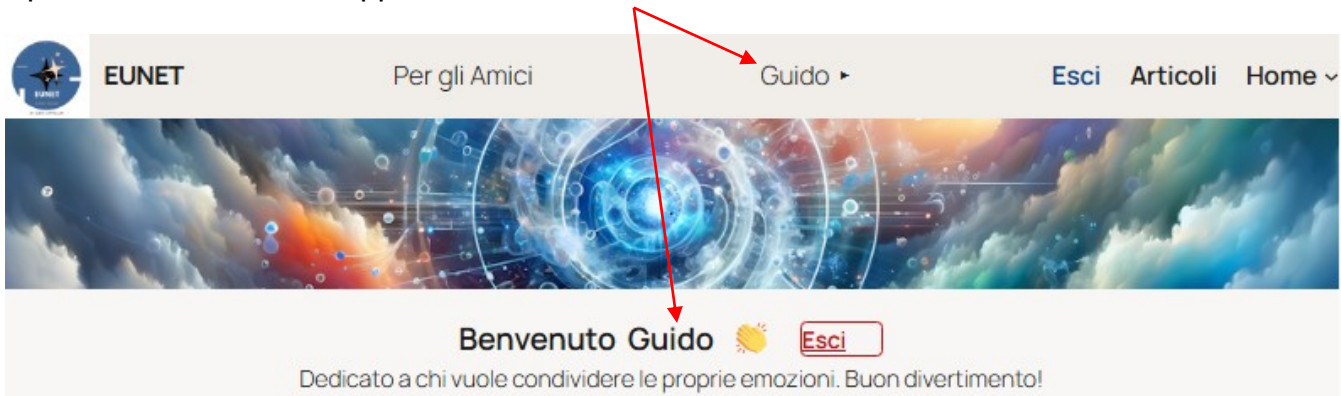 EUNET Per gli Amici Guido ▸ Esci Articoli Home
EUNET
Benvenuto Guido 👏 Esci
Dedicato a chi vuole condividere le proprie emozioni. Buon divertimento!